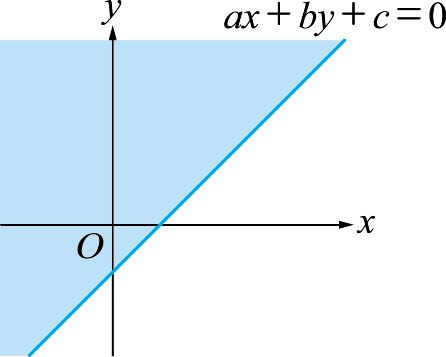 y
ax + by + c = 0
x
O